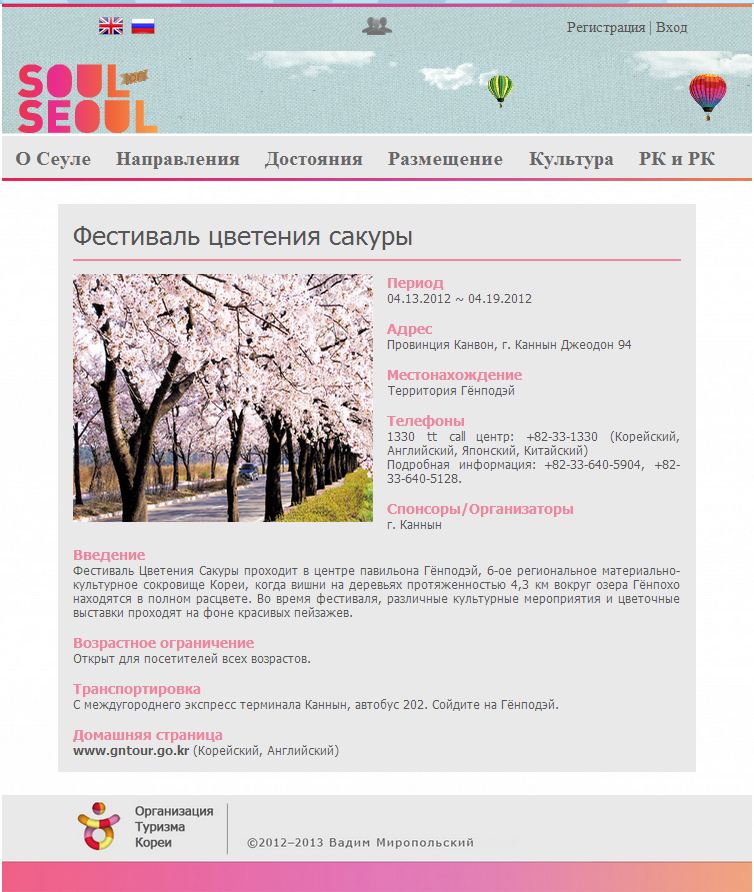 Регистрация | Вход
SOUL
SEOUL
О Сеуле Направления Достояния Размещение Культура РК и РК
Фестиваль цветения сакуры
Период
04.13.2012 ~ 04.19.2012
Адрес
Провинция Канвон, г. Каннын Джеодон 94
Местонахождение
Территория Гёнподэй
Телефоны
1330 tt call центр: +82-33-1330 (Корейский,
Английский, Японский, Китайский)
Подробная информация: +82-33-640-5904, +82-
33-640-5128.
Спонсоры/Организаторы
г. Каннын
Введение
Фестиваль Цветения Сакуры проходит в центре павильона Гёнподэй, 6-ое региональное материально-
культурное сокровище Кореи, когда вишни на деревьях протяженностью 4,3 км вокруг озера Гёнпохо
находятся в полном расцвете. Во время фестиваля, различные культурные мероприятия и цветочные
выставки проходят на фоне красивых пейзажев.
Возрастное ограничение
Открыт для посетителей всех возрастов.
Транспортировка
С междугороднего экспресс терминала Каннын, автобус 202. Сойдите на Гёнподэй.
Домашняя страница
www.gntour.go.kr (Корейский, Английский)
Организация
Туризма
Кореи
©2012–2013 Вадим Миропольский